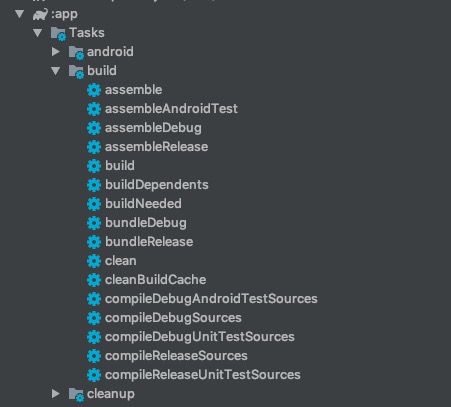 :app
Tasks
android
build
assemble
assembleAndroidTest
assembleDebug
assembleRelease
build
buildDependents
buildNeeded
bundleDebug
bundleRelease
clean
cleanBuildCache
compileDebugAndroidTestSources
compileDebugSources
compileDebugUnitTestSources
compileReleaseSources
compileReleaseUnitTestSources
cleanup